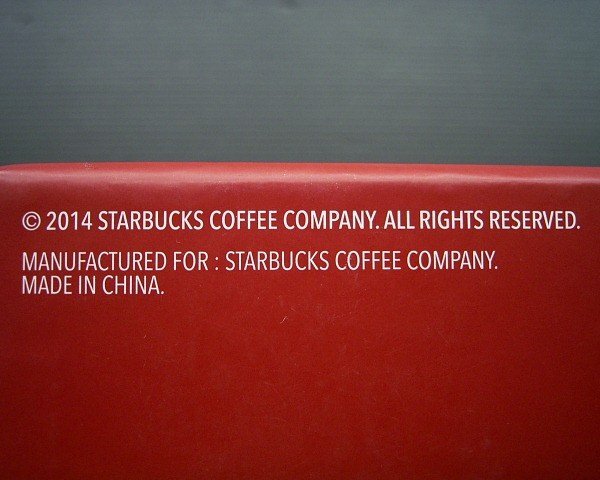 © 2014 STARBUCKS COFFEE COMPANY. ALL RIGHTS RESERVED.
MANUFACTURED FOR : STARBUCKS COFFEE COMPANY.
MADE IN CHINA.